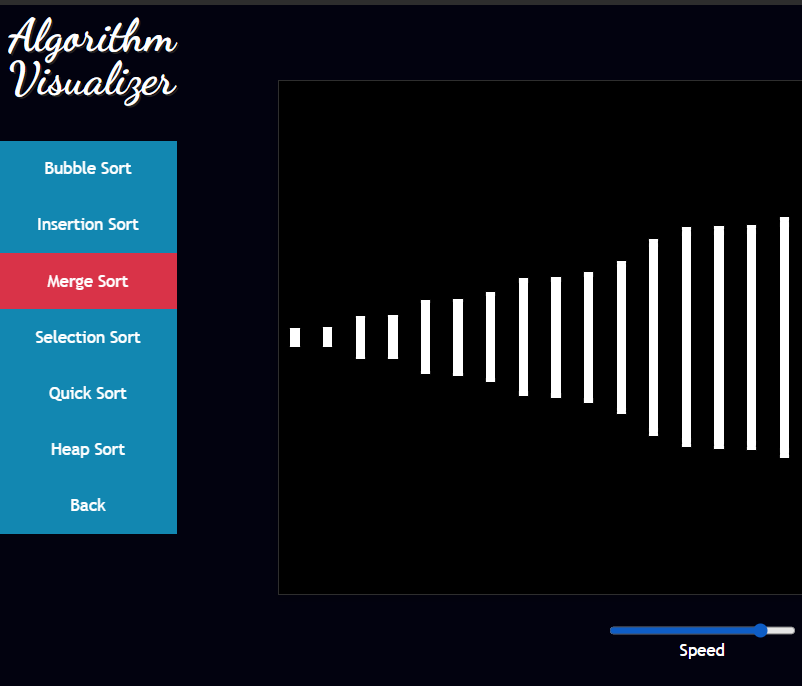 Algorithm
Visualizer
Bubble Sort
Insertion Sort
Merge Sort
Selection Sort
Quick Sort
Heap Sort
Back
Speed